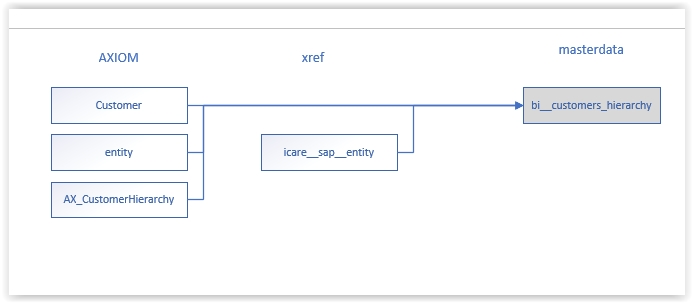 AXIOM
xref
masterdata
Customer
bi__customers_hierarchy
entity
icare__sap__entity
AX_CustomerHierarchy